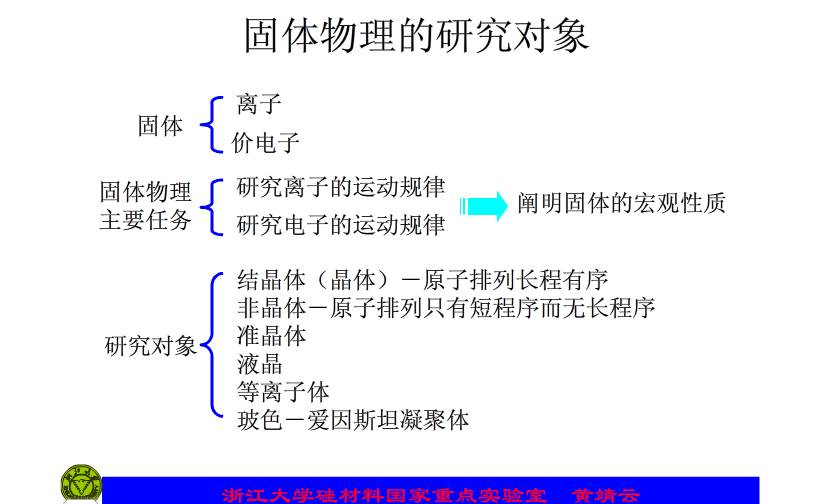 固体物理的研究对象
固体
离子
价电子
固体物理
主要任务
研究离子的运动规律
研究电子的运动规律
阐明固体的宏观性质
研究对象
结晶体（晶体）－原子排列长程有序
非晶体－原子排列只有短程序而无长程序
准晶体
液晶
等离子体
玻色－爱因斯坦凝聚体
浙江大学硅材料国家重点实验室 黄靖云